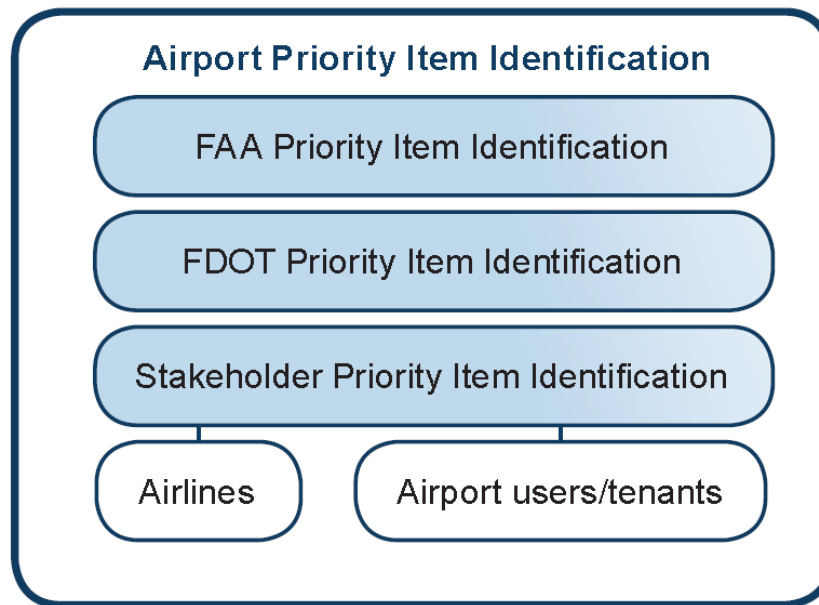 Airport Priority Item Identification
FAA Priority Item Identification
FDOT Priority Item Identification
Stakeholder Priority Item Identification
Airlines
Airport users/tenants